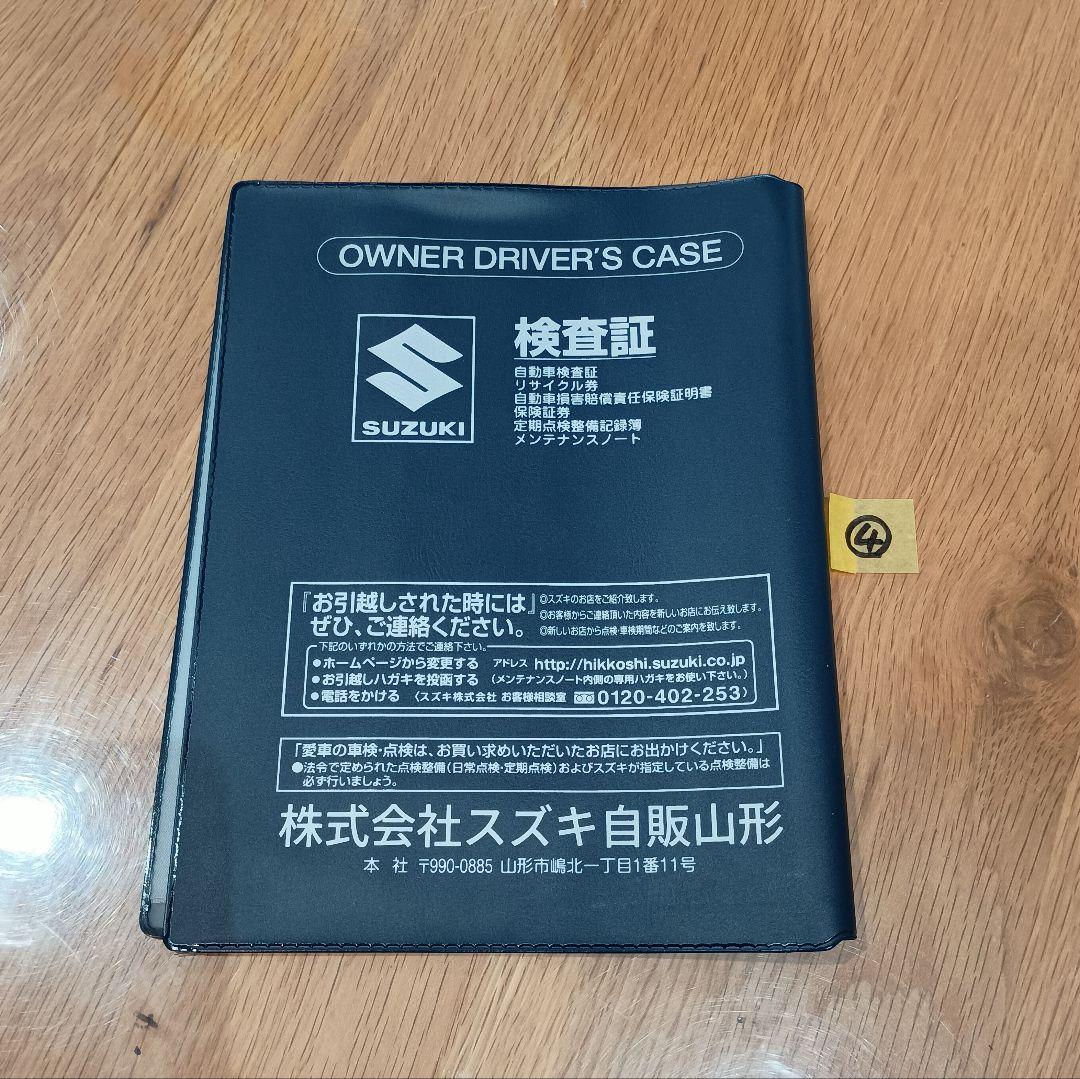 OWNER DRIVER'S CASE
SUZUKI
検査証
自動車検査証
リサイクル券
自動車損害賠償責任保険証明書
保険証券
定期点検整備記録簿
メンテナンスノート
④
『お引越しされた時には』
ぜひ、ご連絡ください。
◎スズキのお店をご紹介致します。
◎お客様からご連絡頂いた内容を新しいお店にお伝え致します。
◎新しいお店から点検・車検期間などのご案内を致します。
下記のいずれかの方法でご連絡下さい。
●ホームページから変更する アドレス http://hikkoshi.suzuki.co.jp
●お引越しハガキを投函する (メンテナンスノート内側の専用ハガキをお使い下さい。)
●電話をかける 〈スズキ株式会社 お客様相談室 0120-402-253〉
「愛車の車検・点検は、お買い求めいただいたお店にお出かけください。」
●法令で定められた点検整備(日常点検・定期点検)およびスズキが指定している点検整備は
必ず行いましょう。
株式会社スズキ自販山形
本 社 〒990-0885 山形市嶋北一丁目1番11号